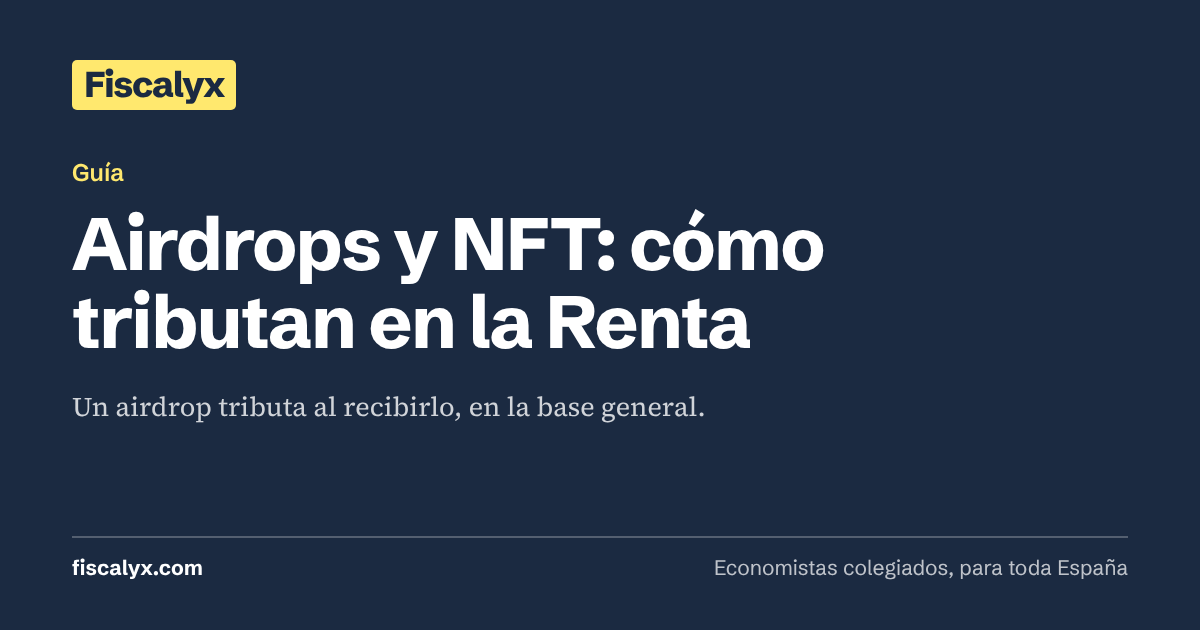 Fiscalyx
Guía
Airdrops y NFT: cómo
tributan en la Renta
Un airdrop tributa al recibirlo, en la base general.
fiscalyx.com
Economistas colegiados, para toda España